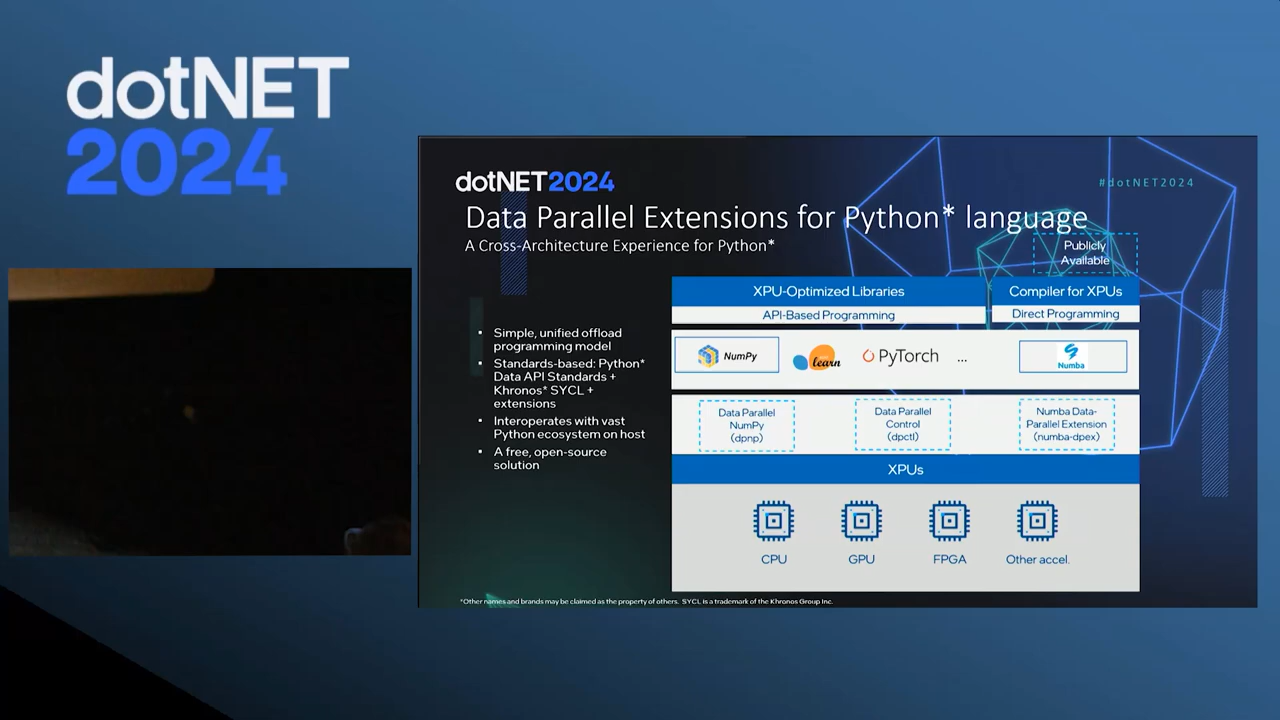 dotNET
2024
dotNET2024
#dotNET2024
Data Parallel Extensions for Python* language
A Cross-Architecture Experience for Python*
Publicly
Available
Simple, unified offload
programming model
Standards-based: Python*
Data API Standards +
Khronos* SYCL +
extensions
Interoperates with vast
Python ecosystem on host
A free, open-source
solution
XPU-Optimized Libraries
Compiler for XPUs
API-Based Programming
Direct Programming
NumPy
learn
PyTorch
...
Numba
Data Parallel
NumPy
(dpnp)
Data Parallel
Control
(dpctl)
Numba Data-
Parallel Extension
(numba-dpex)
XPUs
CPU
GPU
FPGA
Other accel.
*Other names and brands may be claimed as the property of others. SYCL is a trademark of the Khronos Group Inc.